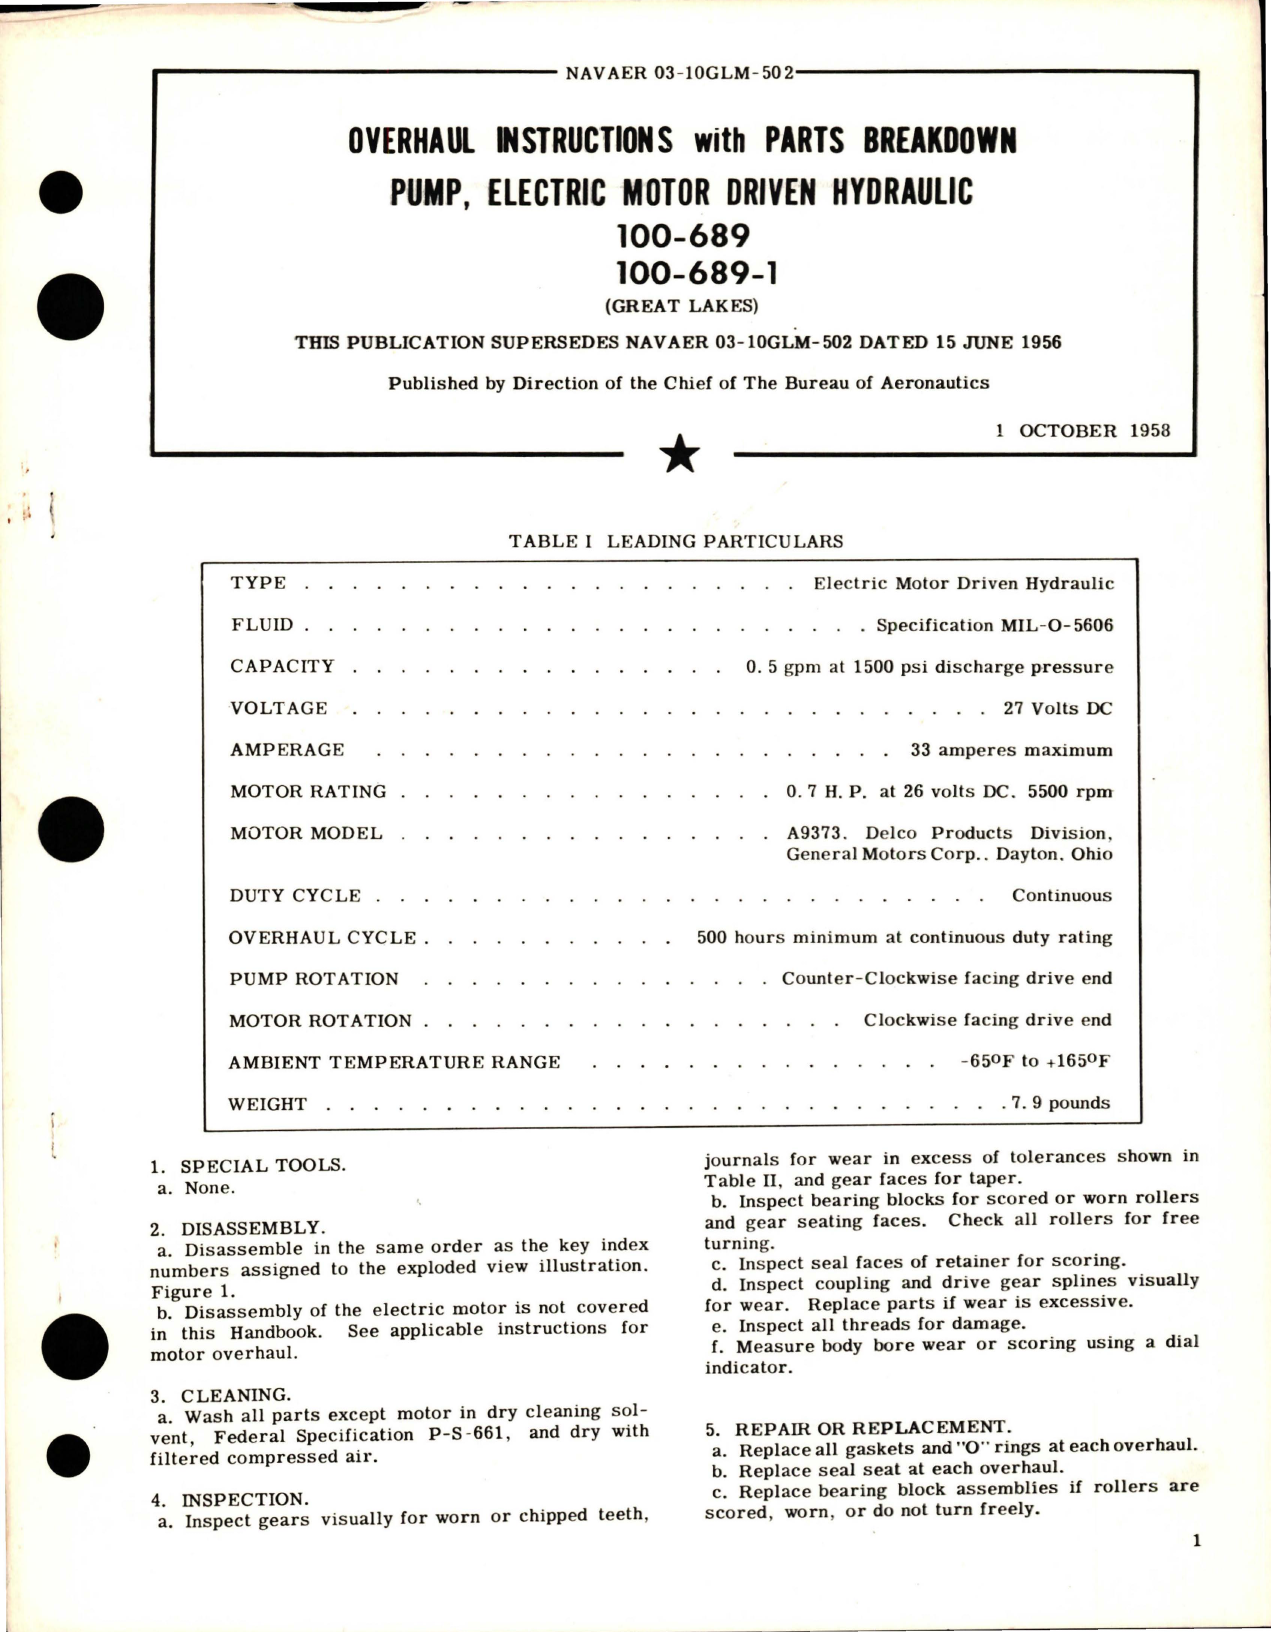 NAVAER 03-10GLM-502
OVERHAUL INSTRUCTIONS with PARTS BREAKDOWN
PUMP, ELECTRIC MOTOR DRIVEN HYDRAULIC
100-689
100-689-1
(GREAT LAKES)
THIS PUBLICATION SUPERSEDES NAVAER 03-10GLM-502 DATED 15 JUNE 1956
Published by Direction of the Chief of The Bureau of Aeronautics
1 OCTOBER 1958
TABLE I LEADING PARTICULARS
TYPE . . . . . . . . . . . . . . . . . . . . . Electric Motor Driven Hydraulic
FLUID . . . . . . . . . . . . . . . . . . . . . . . . Specification MIL-O-5606
CAPACITY . . . . . . . . . . . . . . . . 0.5 gpm at 1500 psi discharge pressure
VOLTAGE . . . . . . . . . . . . . . . . . . . . . . . . . . . 27 Volts DC
AMPERAGE . . . . . . . . . . . . . . . . . . . . . . 33 amperes maximum
MOTOR RATING . . . . . . . . . . . . . . . . 0.7 H.P. at 26 volts DC. 5500 rpm
MOTOR MODEL . . . . . . . . . . . . . . . . A9373. Delco Products Division,
General Motors Corp.. Dayton. Ohio
DUTY CYCLE . . . . . . . . . . . . . . . . . . . . . . . . . . Continuous
OVERHAUL CYCLE . . . . . . . . . . . 500 hours minimum at continuous duty rating
PUMP ROTATION . . . . . . . . . . . . . . . Counter-Clockwise facing drive end
MOTOR ROTATION . . . . . . . . . . . . . . . . . . Clockwise facing drive end
AMBIENT TEMPERATURE RANGE . . . . . . . . . . . . . . . -65°F to +165°F
WEIGHT . . . . . . . . . . . . . . . . . . . . . . . . . . . . . 7.9 pounds
1. SPECIAL TOOLS.
a. None.
2. DISASSEMBLY.
a. Disassemble in the same order as the key index
numbers assigned to the exploded view illustration.
Figure 1.
b. Disassembly of the electric motor is not covered
in this Handbook. See applicable instructions for
motor overhaul.
3. CLEANING.
a. Wash all parts except motor in dry cleaning sol-
vent, Federal Specification P-S-661, and dry with
filtered compressed air.
4. INSPECTION.
a. Inspect gears visually for worn or chipped teeth,
journals for wear in excess of tolerances shown in
Table II, and gear faces for taper.
b. Inspect bearing blocks for scored or worn rollers
and gear seating faces. Check all rollers for free
turning.
c. Inspect seal faces of retainer for scoring.
d. Inspect coupling and drive gear splines visually
for wear. Replace parts if wear is excessive.
e. Inspect all threads for damage.
f. Measure body bore wear or scoring using a dial
indicator.
5. REPAIR OR REPLACEMENT.
a. Replace all gaskets and "O" rings at each overhaul.
b. Replace seal seat at each overhaul.
c. Replace bearing block assemblies if rollers are
scored, worn, or do not turn freely.
1